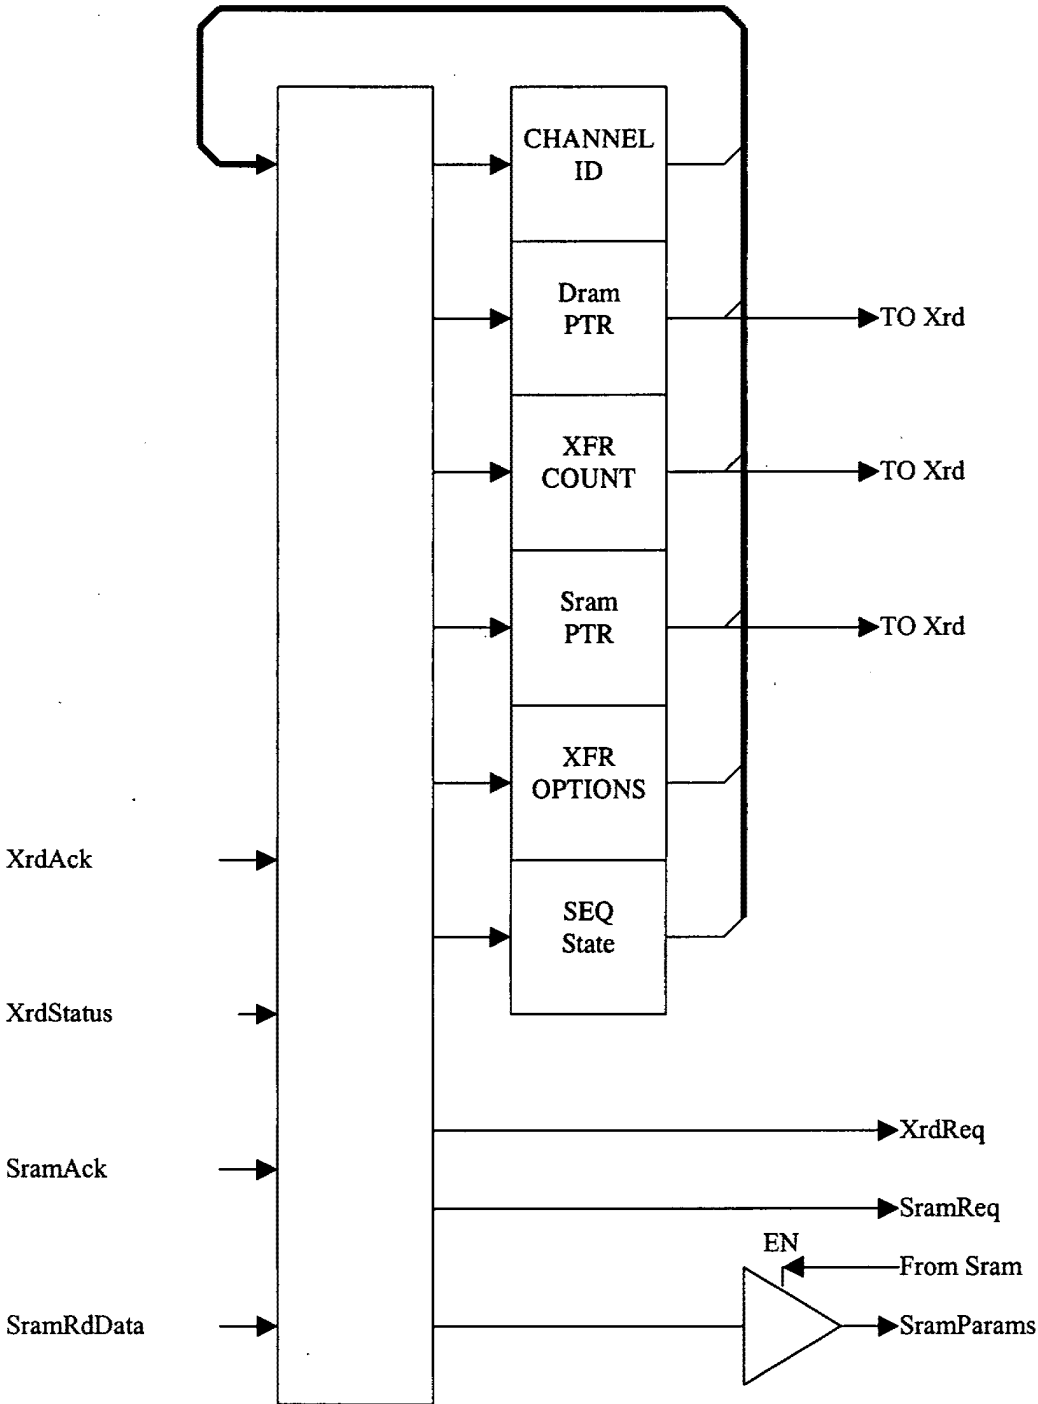 CHANNEL
ID
Dram
PTR
TO Xrd
XFR
COUNT
TO Xrd
Sram
PTR
TO Xrd
XFR
OPTIONS
XrdAck
SEQ
State
XrdStatus
XrdReq
SramAck
SramReq
EN
From Sram
SramRdData
SramParams